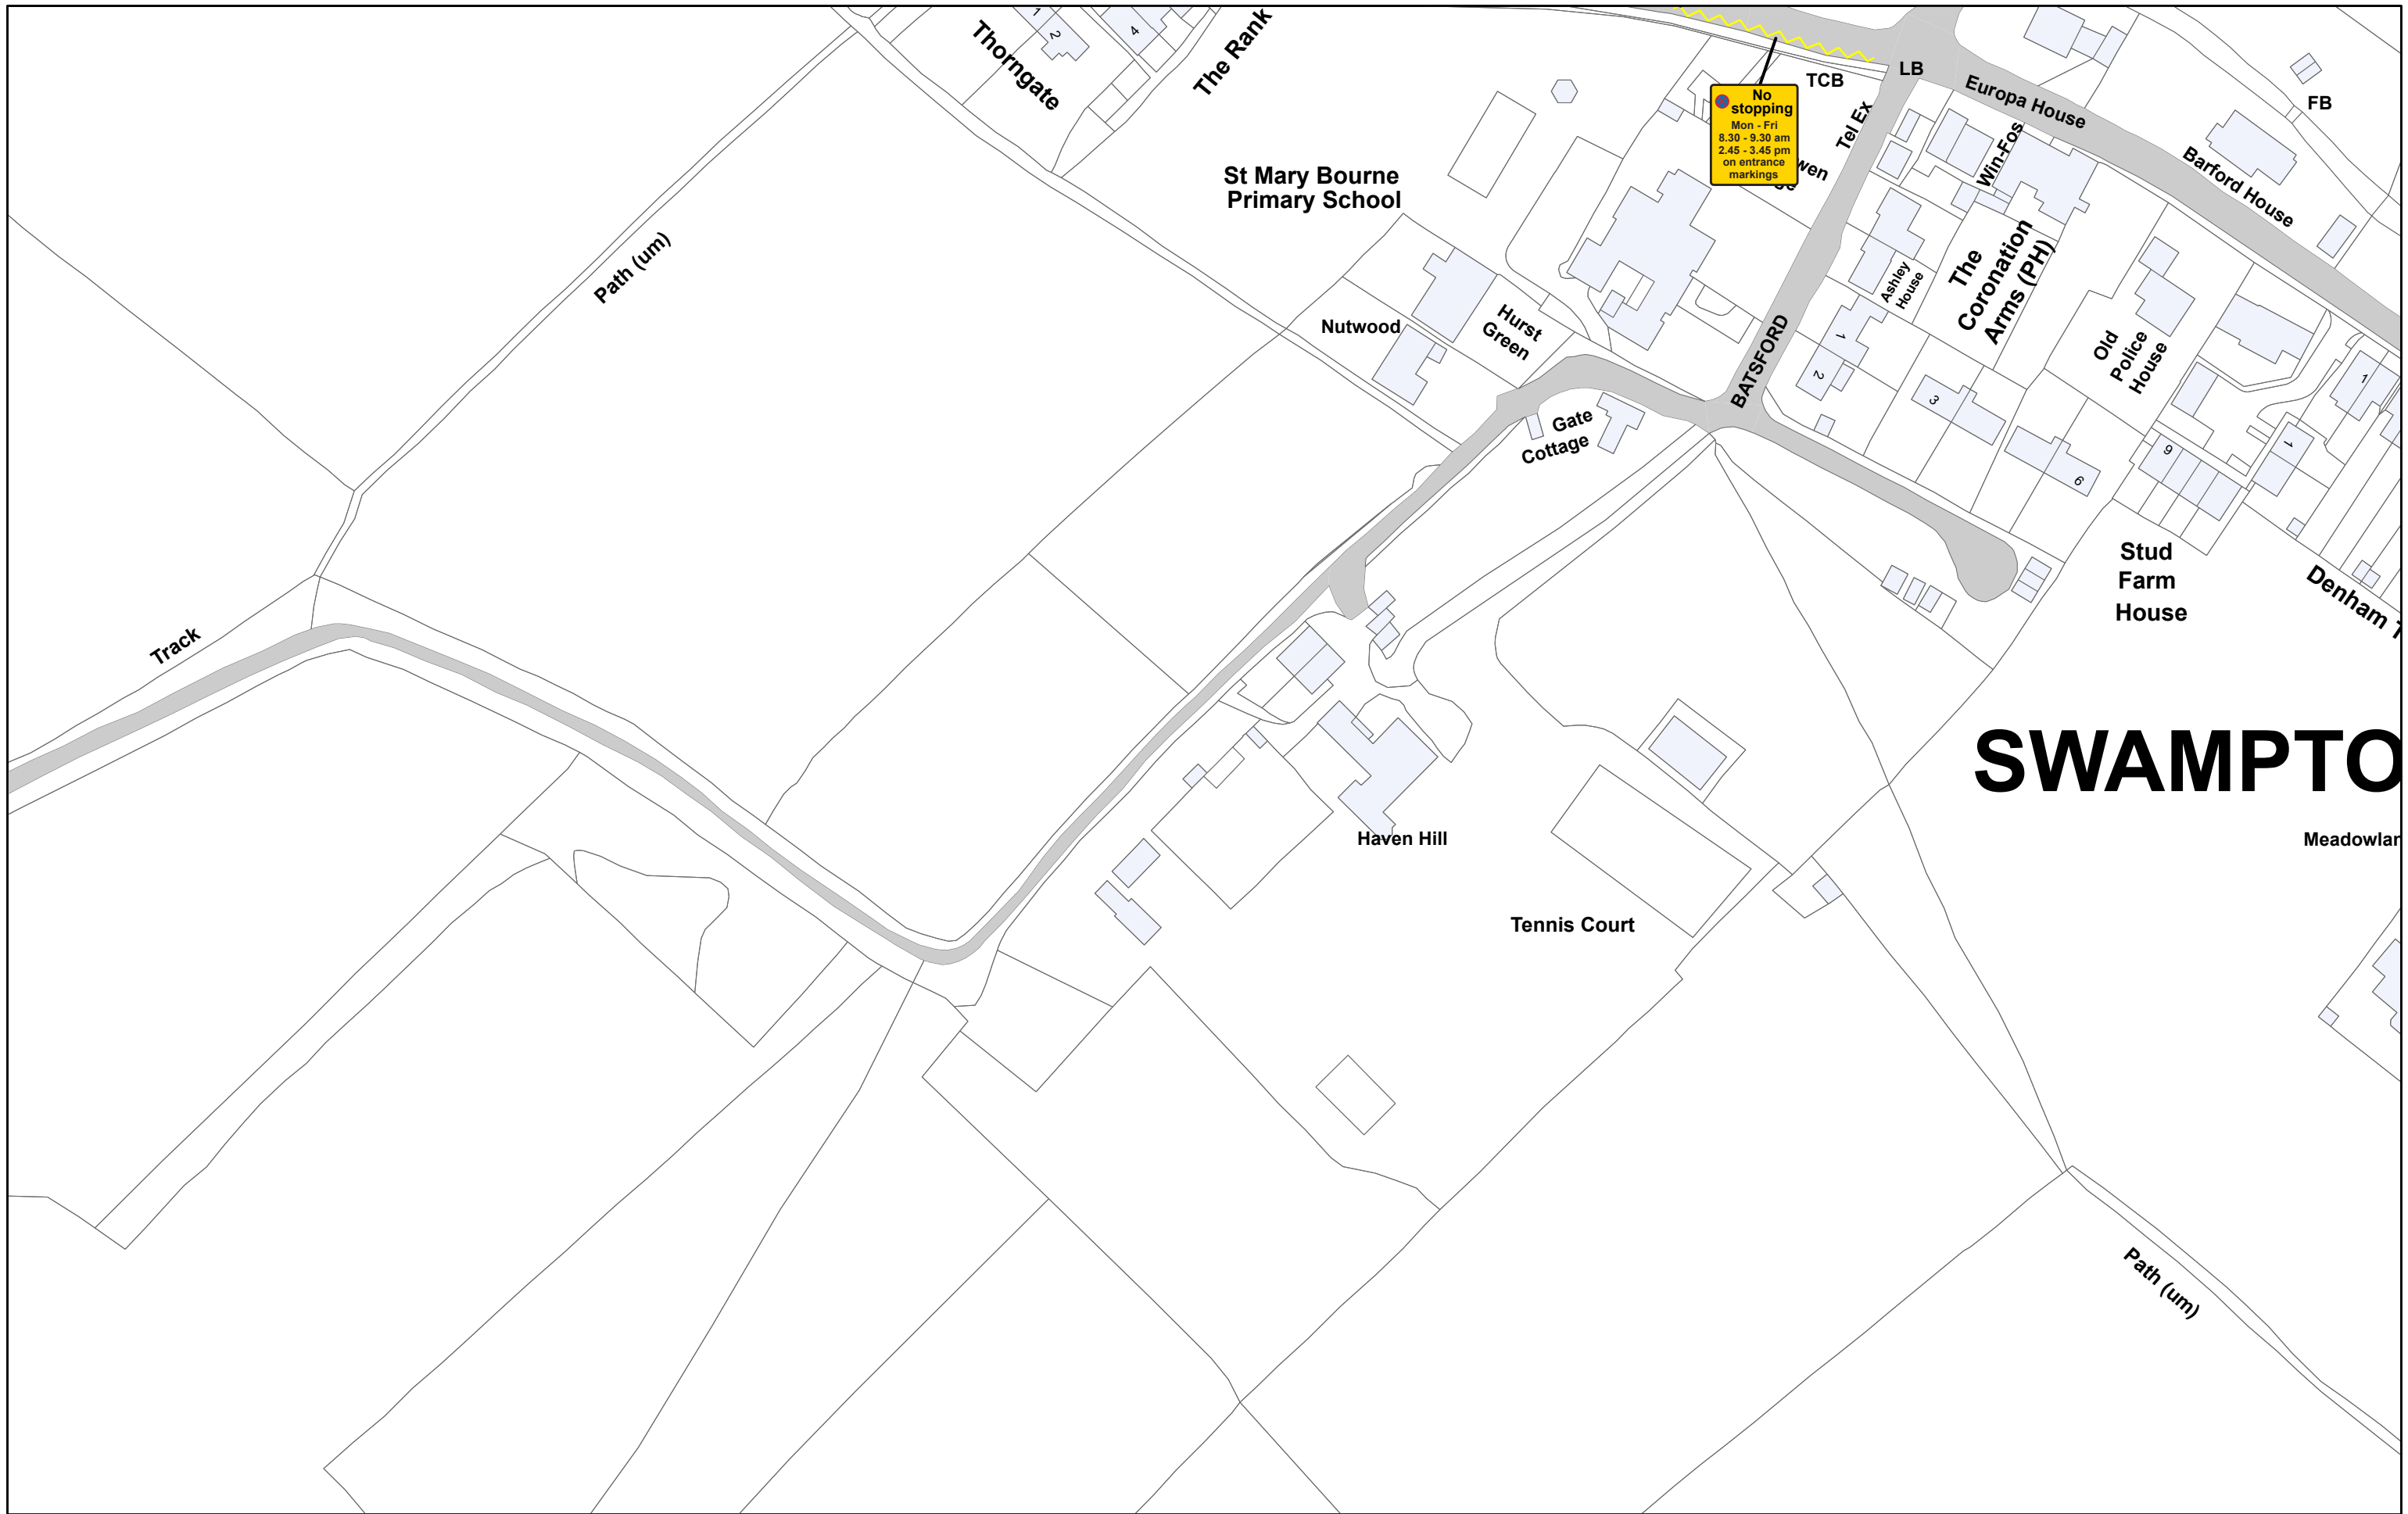 1
2
4
Thorngate
The Rank
No
stopping
Mon - Fri
8.30 - 9.30 am
2.45 - 3.45 pm
on entrance
markings
TCB
LB
Europa House
FB
Tel Ex
Win-Fos
Barford House
St Mary Bourne
Primary School
Path (um)
Nutwood
Hurst
Green
Ashley
House
The
Coronation
Arms (PH)
BATSFORD
1
2
3
6
Old
Police
House
1
9
1
Gate
Cottage
Stud
Farm
House
Denham
Track
SWAMPTO
Haven Hill
Meadowlan
Tennis Court
Path (um)